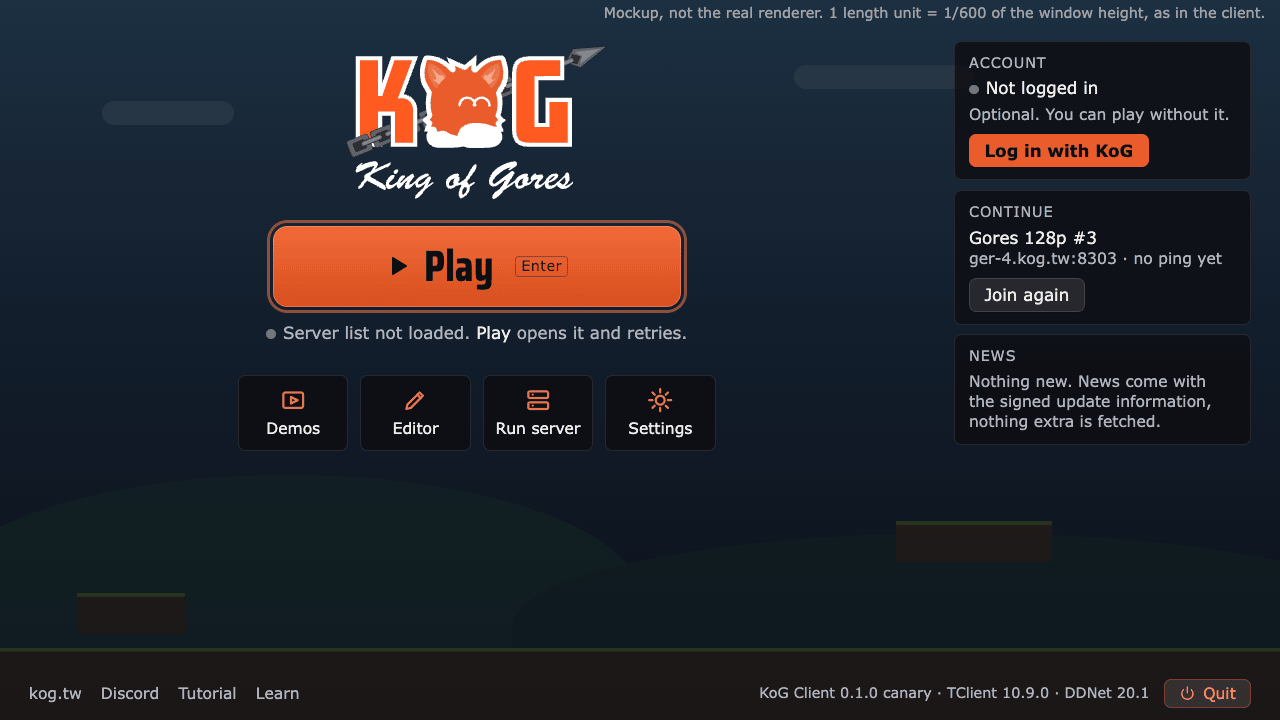 Mockup, not the real renderer. 1 length unit = 1/600 of the window height, as in the client.
KOG
King of Gores
Play Enter
Server list not loaded. Play opens it and retries.
Demos
Editor
Run server
Settings
ACCOUNT
Not logged in
Optional. You can play without it.
Log in with KoG
CONTINUE
Gores 128p #3
ger-4.kog.tw:8303 · no ping yet
Join again
NEWS
Nothing new. News come with
the signed update information,
nothing extra is fetched.
kog.tw Discord Tutorial Learn
KoG Client 0.1.0 canary · TClient 10.9.0 · DDNet 20.1
Quit